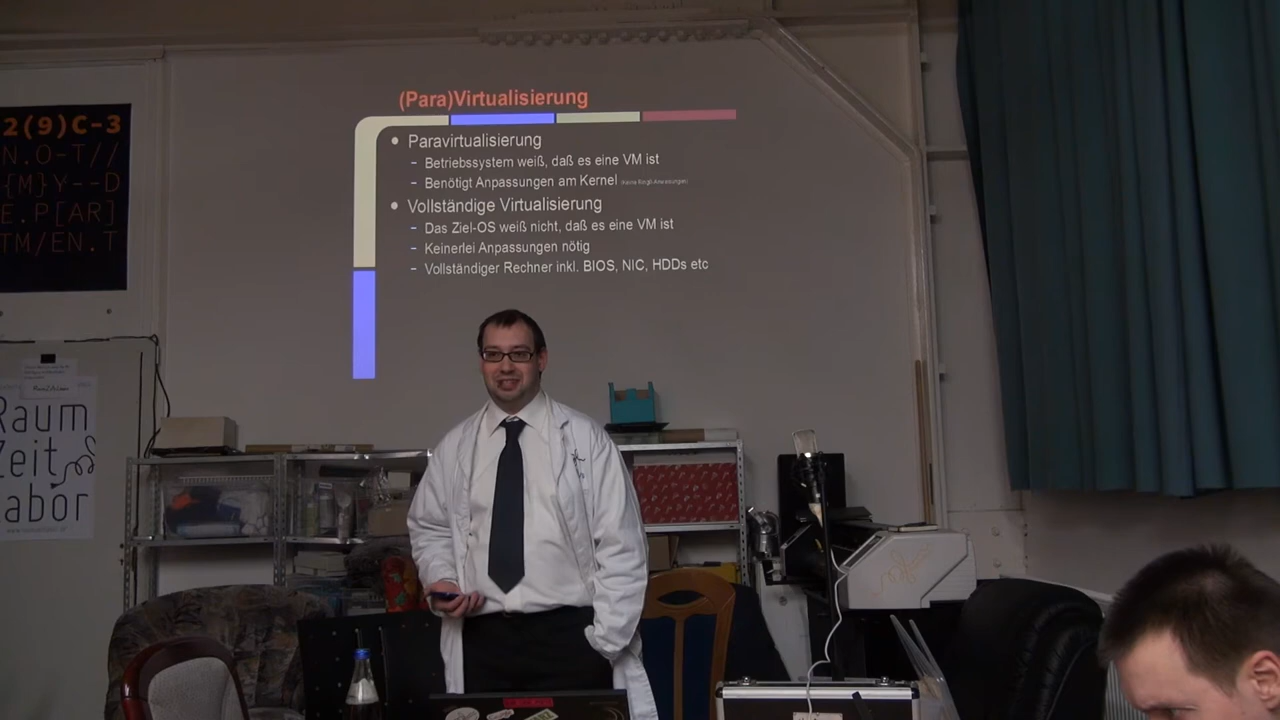 (Para)Virtualisierung
Paravirtualisierung
Betriebssystem weiß, daß es eine VM ist
Benötigt Anpassungen am Kernel
Vollständige Virtualisierung
Das Ziel-OS weiß nicht, daß es eine VM ist
Keinerlei Anpassungen nötig
Vollständiger Rechner inkl. BIOS, NIC, HDDs etc
2(9)C-3
N.O-T//
{M}Y--D
E.P[AR]
TM/EN.T
Raum
Zeit
Labor